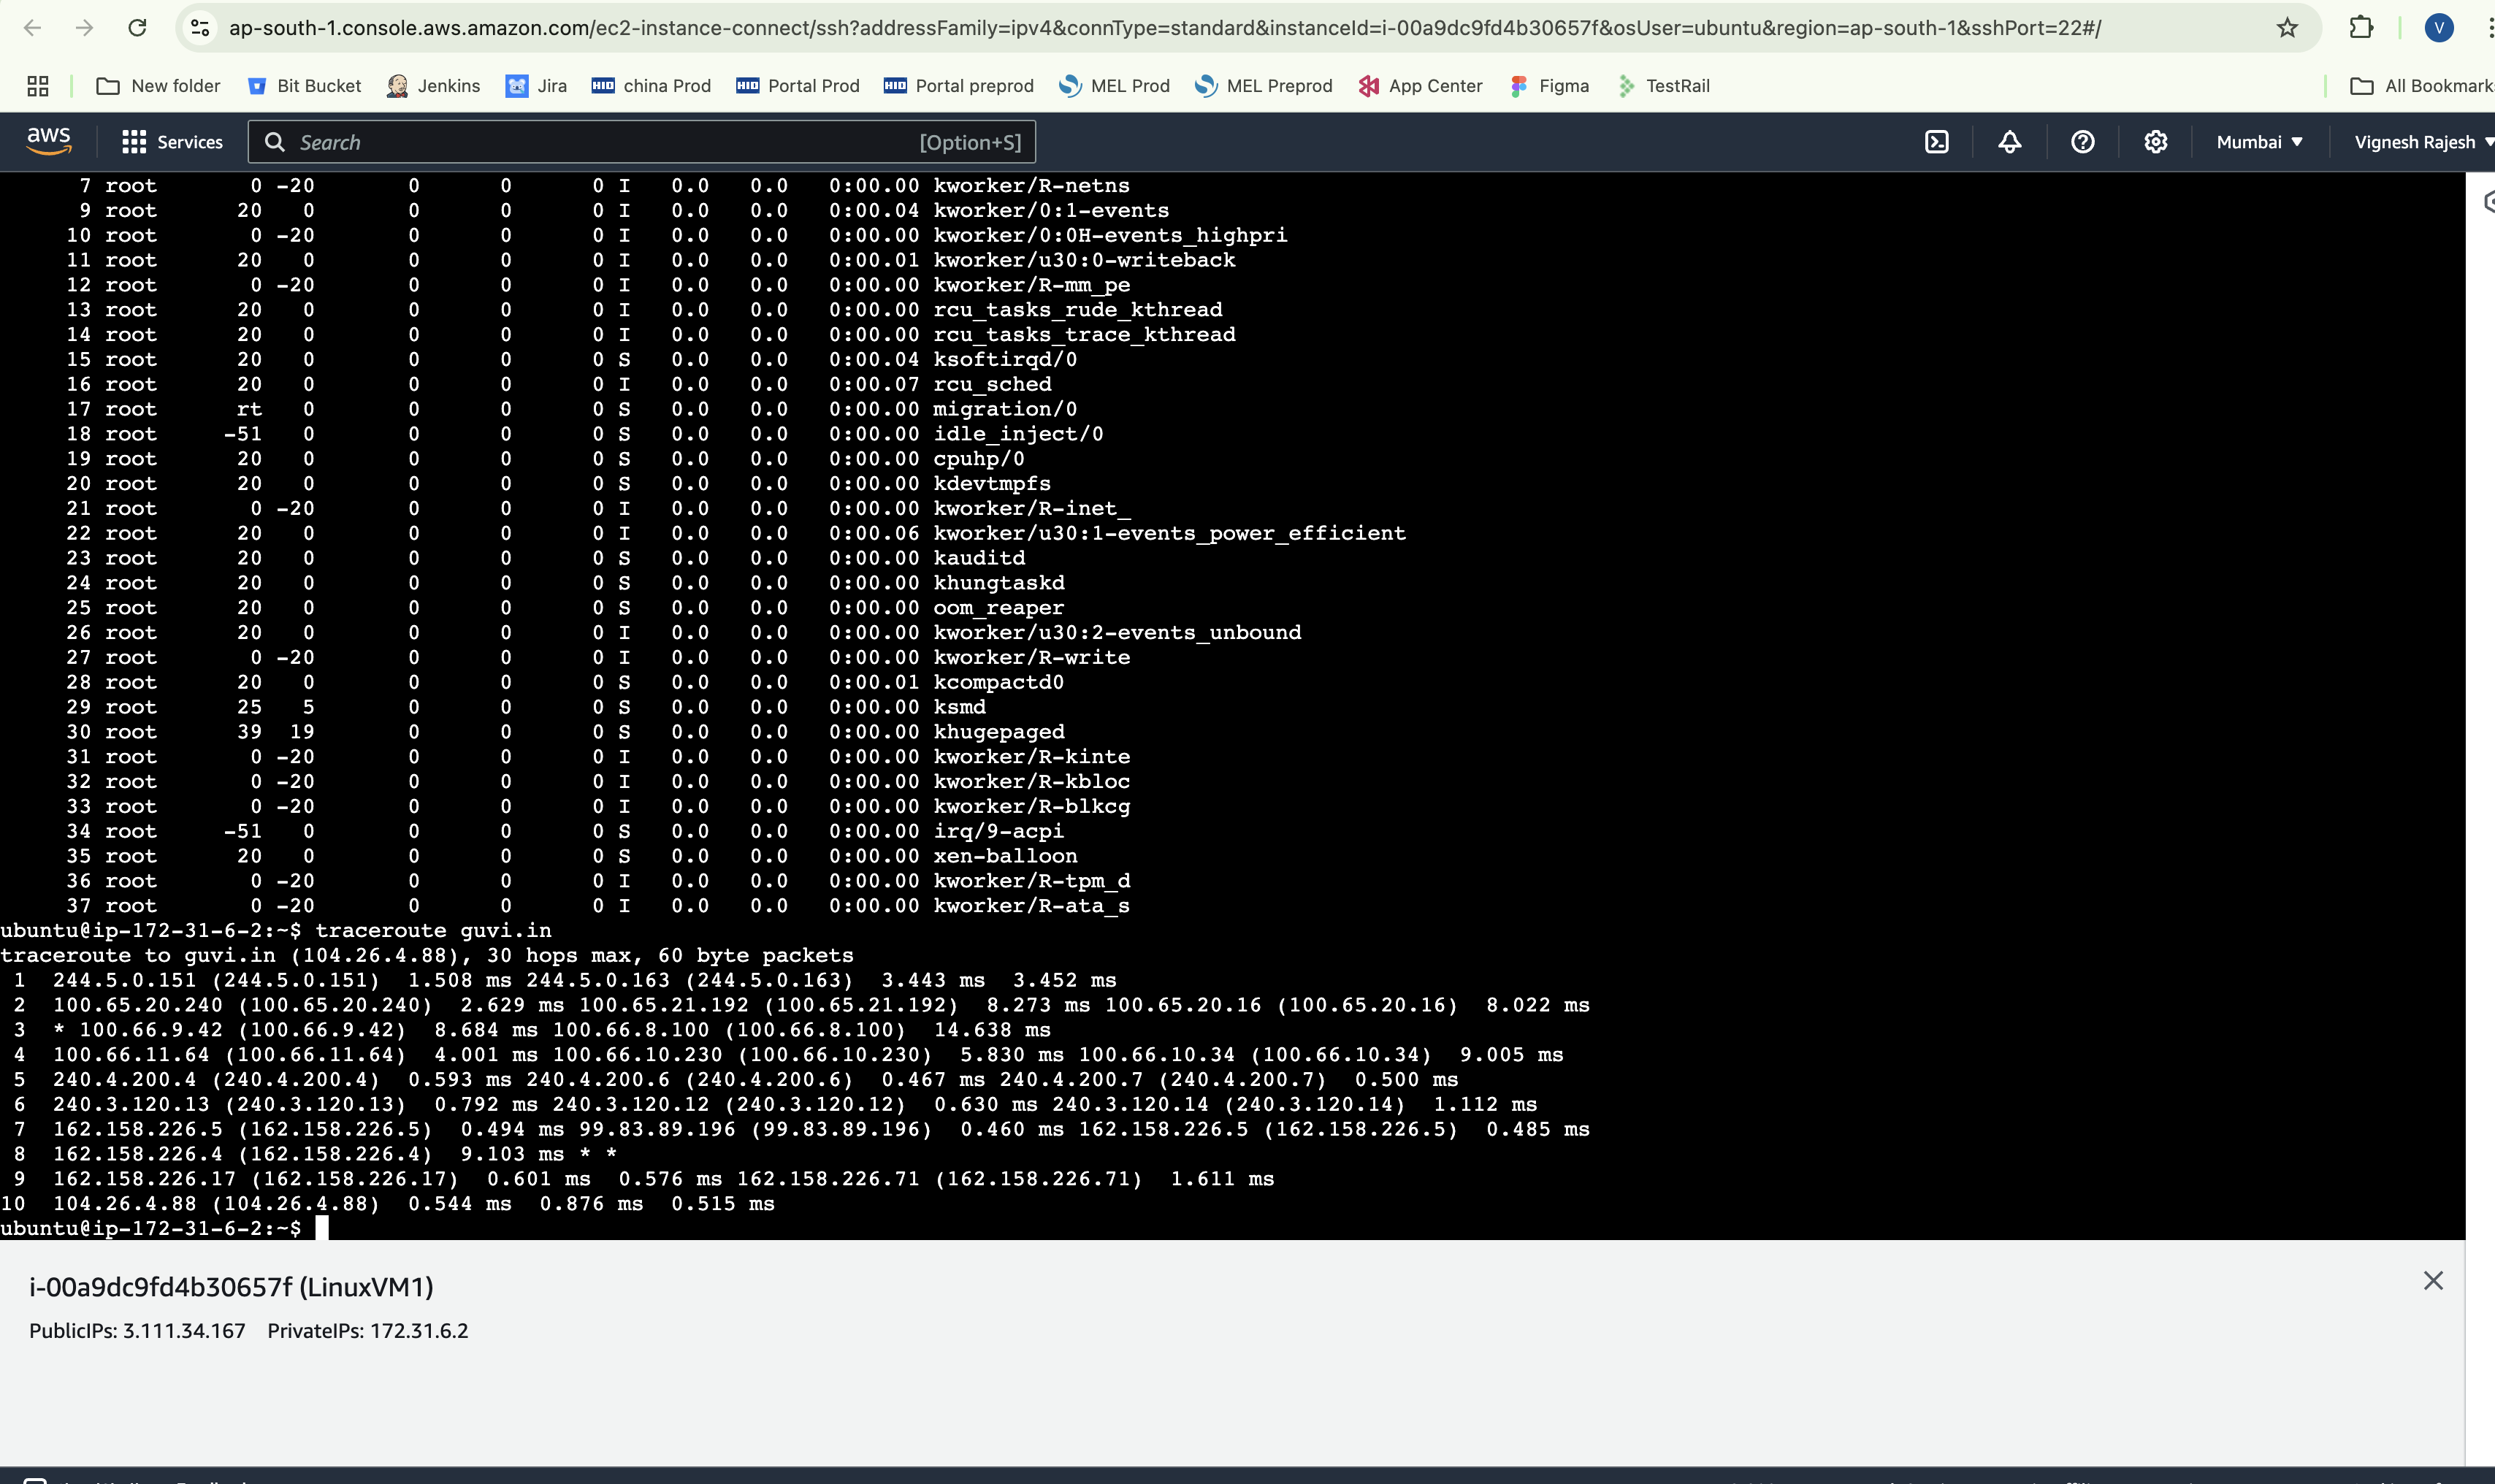 ap-south-1.console.aws.amazon.com/ec2-instance-connect/ssh?addressFamily=ipv4&connType=standard&instanceId=i-00a9dc9fd4b30657f&osUser=ubuntu&region=ap-south-1&sshPort=22#/ V
New folder Bit Bucket Jenkins Jira HID china Prod HID Portal Prod HID Portal preprod MEL Prod MEL Preprod App Center Figma TestRail All Bookmark
aws Services Search [Option+S] Mumbai Vignesh Rajesh
7 root 0 -20 0 0 0 I 0.0 0.0 0:00.00 kworker/R-netns
9 root 20 0 0 0 0 I 0.0 0.0 0:00.04 kworker/0:1-events
10 root 0 -20 0 0 0 I 0.0 0.0 0:00.00 kworker/0:0H-events_highpri
11 root 20 0 0 0 0 I 0.0 0.0 0:00.01 kworker/u30:0-writeback
12 root 0 -20 0 0 0 I 0.0 0.0 0:00.00 kworker/R-mm_pe
13 root 20 0 0 0 0 I 0.0 0.0 0:00.00 rcu_tasks_rude_kthread
14 root 20 0 0 0 0 I 0.0 0.0 0:00.00 rcu_tasks_trace_kthread
15 root 20 0 0 0 0 S 0.0 0.0 0:00.04 ksoftirqd/0
16 root 20 0 0 0 0 I 0.0 0.0 0:00.07 rcu_sched
17 root rt 0 0 0 0 S 0.0 0.0 0:00.00 migration/0
18 root -51 0 0 0 0 S 0.0 0.0 0:00.00 idle_inject/0
19 root 20 0 0 0 0 S 0.0 0.0 0:00.00 cpuhp/0
20 root 20 0 0 0 0 S 0.0 0.0 0:00.00 kdevtmpfs
21 root 0 -20 0 0 0 I 0.0 0.0 0:00.00 kworker/R-inet_
22 root 20 0 0 0 0 I 0.0 0.0 0:00.06 kworker/u30:1-events_power_efficient
23 root 20 0 0 0 0 S 0.0 0.0 0:00.00 kauditd
24 root 20 0 0 0 0 S 0.0 0.0 0:00.00 khungtaskd
25 root 20 0 0 0 0 S 0.0 0.0 0:00.00 oom_reaper
26 root 20 0 0 0 0 I 0.0 0.0 0:00.00 kworker/u30:2-events_unbound
27 root 0 -20 0 0 0 I 0.0 0.0 0:00.00 kworker/R-write
28 root 20 0 0 0 0 S 0.0 0.0 0:00.01 kcompactd0
29 root 25 5 0 0 0 S 0.0 0.0 0:00.00 ksmd
30 root 39 19 0 0 0 S 0.0 0.0 0:00.00 khugepaged
31 root 0 -20 0 0 0 I 0.0 0.0 0:00.00 kworker/R-kinte
32 root 0 -20 0 0 0 I 0.0 0.0 0:00.00 kworker/R-kbloc
33 root 0 -20 0 0 0 I 0.0 0.0 0:00.00 kworker/R-blkcg
34 root -51 0 0 0 0 S 0.0 0.0 0:00.00 irq/9-acpi
35 root 20 0 0 0 0 S 0.0 0.0 0:00.00 xen-balloon
36 root 0 -20 0 0 0 I 0.0 0.0 0:00.00 kworker/R-tpm_d
37 root 0 -20 0 0 0 I 0.0 0.0 0:00.00 kworker/R-ata_s
ubuntu@ip-172-31-6-2:~$ traceroute guvi.in
traceroute to guvi.in (104.26.4.88), 30 hops max, 60 byte packets
1 244.5.0.151 (244.5.0.151) 1.508 ms 244.5.0.163 (244.5.0.163) 3.443 ms 3.452 ms
2 100.65.20.240 (100.65.20.240) 2.629 ms 100.65.21.192 (100.65.21.192) 8.273 ms 100.65.20.16 (100.65.20.16) 8.022 ms
3 * 100.66.9.42 (100.66.9.42) 8.684 ms 100.66.8.100 (100.66.8.100) 14.638 ms
4 100.66.11.64 (100.66.11.64) 4.001 ms 100.66.10.230 (100.66.10.230) 5.830 ms 100.66.10.34 (100.66.10.34) 9.005 ms
5 240.4.200.4 (240.4.200.4) 0.593 ms 240.4.200.6 (240.4.200.6) 0.467 ms 240.4.200.7 (240.4.200.7) 0.500 ms
6 240.3.120.13 (240.3.120.13) 0.792 ms 240.3.120.12 (240.3.120.12) 0.630 ms 240.3.120.14 (240.3.120.14) 1.112 ms
7 162.158.226.5 (162.158.226.5) 0.494 ms 99.83.89.196 (99.83.89.196) 0.460 ms 162.158.226.5 (162.158.226.5) 0.485 ms
8 162.158.226.4 (162.158.226.4) 9.103 ms * *
9 162.158.226.17 (162.158.226.17) 0.601 ms 0.576 ms 162.158.226.71 (162.158.226.71) 1.611 ms
10 104.26.4.88 (104.26.4.88) 0.544 ms 0.876 ms 0.515 ms
ubuntu@ip-172-31-6-2:~$
i-00a9dc9fd4b30657f (LinuxVM1)
PublicIPs: 3.111.34.167 PrivateIPs: 172.31.6.2